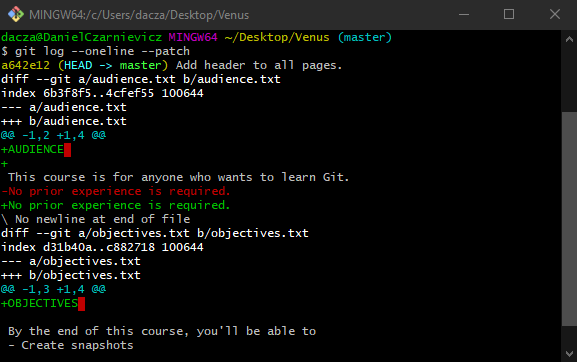 MINGW64:/c/Users/dacza/Desktop/Venus
dacza@DanielCzarnievicz MINGW64 ~/Desktop/Venus (master)
$ git log --oneline --patch
a642e12 (HEAD -> master) Add header to all pages.
diff --git a/audience.txt b/audience.txt
index 6b3f8f5..4cfef55 100644
--- a/audience.txt
+++ b/audience.txt
@@ -1,2 +1,4 @@
+AUDIENCE
+
 This course is for anyone who wants to learn Git.
-No prior experience is required.
+No prior experience is required.
\ No newline at end of file
diff --git a/objectives.txt b/objectives.txt
index d31b40a..c882718 100644
--- a/objectives.txt
+++ b/objectives.txt
@@ -1,3 +1,4 @@
+OBJECTIVES

 By the end of this course, you'll be able to
 - Create snapshots